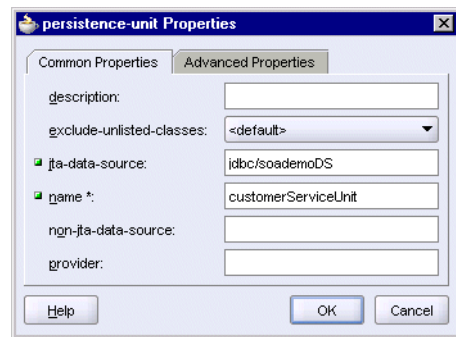 persistence-unit Properties
Common Properties Advanced Properties
description:
exclude-unlisted-classes: <default>
jta-data-source: jdbc/soademoDS
name *: customerServiceUnit
non-jta-data-source:
provider:
Help OK Cancel